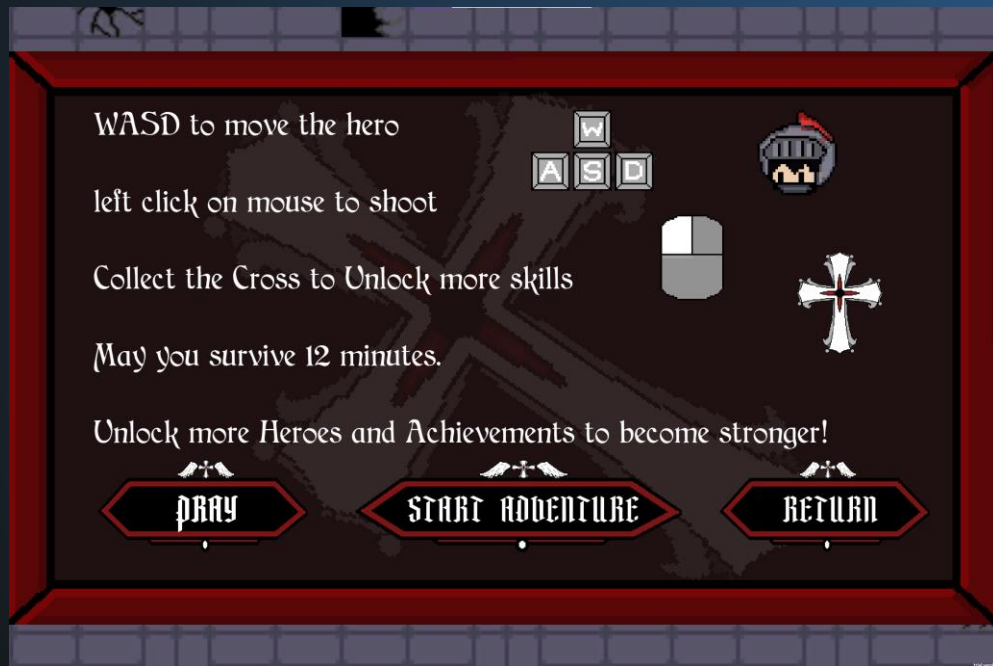 WASD to move the hero
W
A S D
left click on mouse to shoot
Collect the Cross to Unlock more skills
May you survive 12 minutes.
Unlock more Heroes and Achievements to become stronger!
PRAY
START ADVENTURE
RETURN